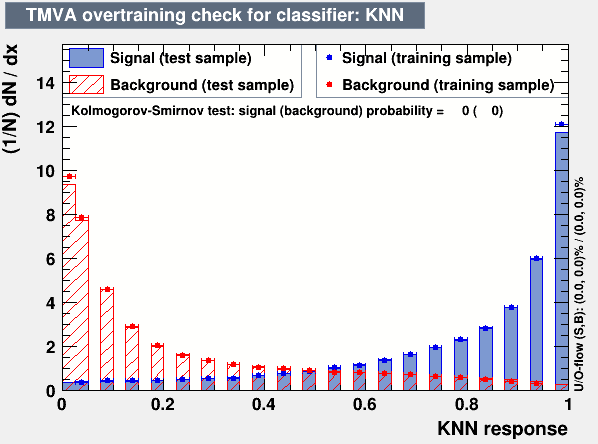 TMVA overtraining check for classifier: KNN
Signal (test sample)
Background (test sample)
Signal (training sample)
Background (training sample)
Kolmogorov-Smirnov test: signal (background) probability = 0 ( 0)
(1/N) dN / dx
14
12
10
8
6
4
2
0
0 0.2 0.4 0.6 0.8 1
KNN response
U/O-flow (S,B): (0.0, 0.0)% / (0.0, 0.0)%